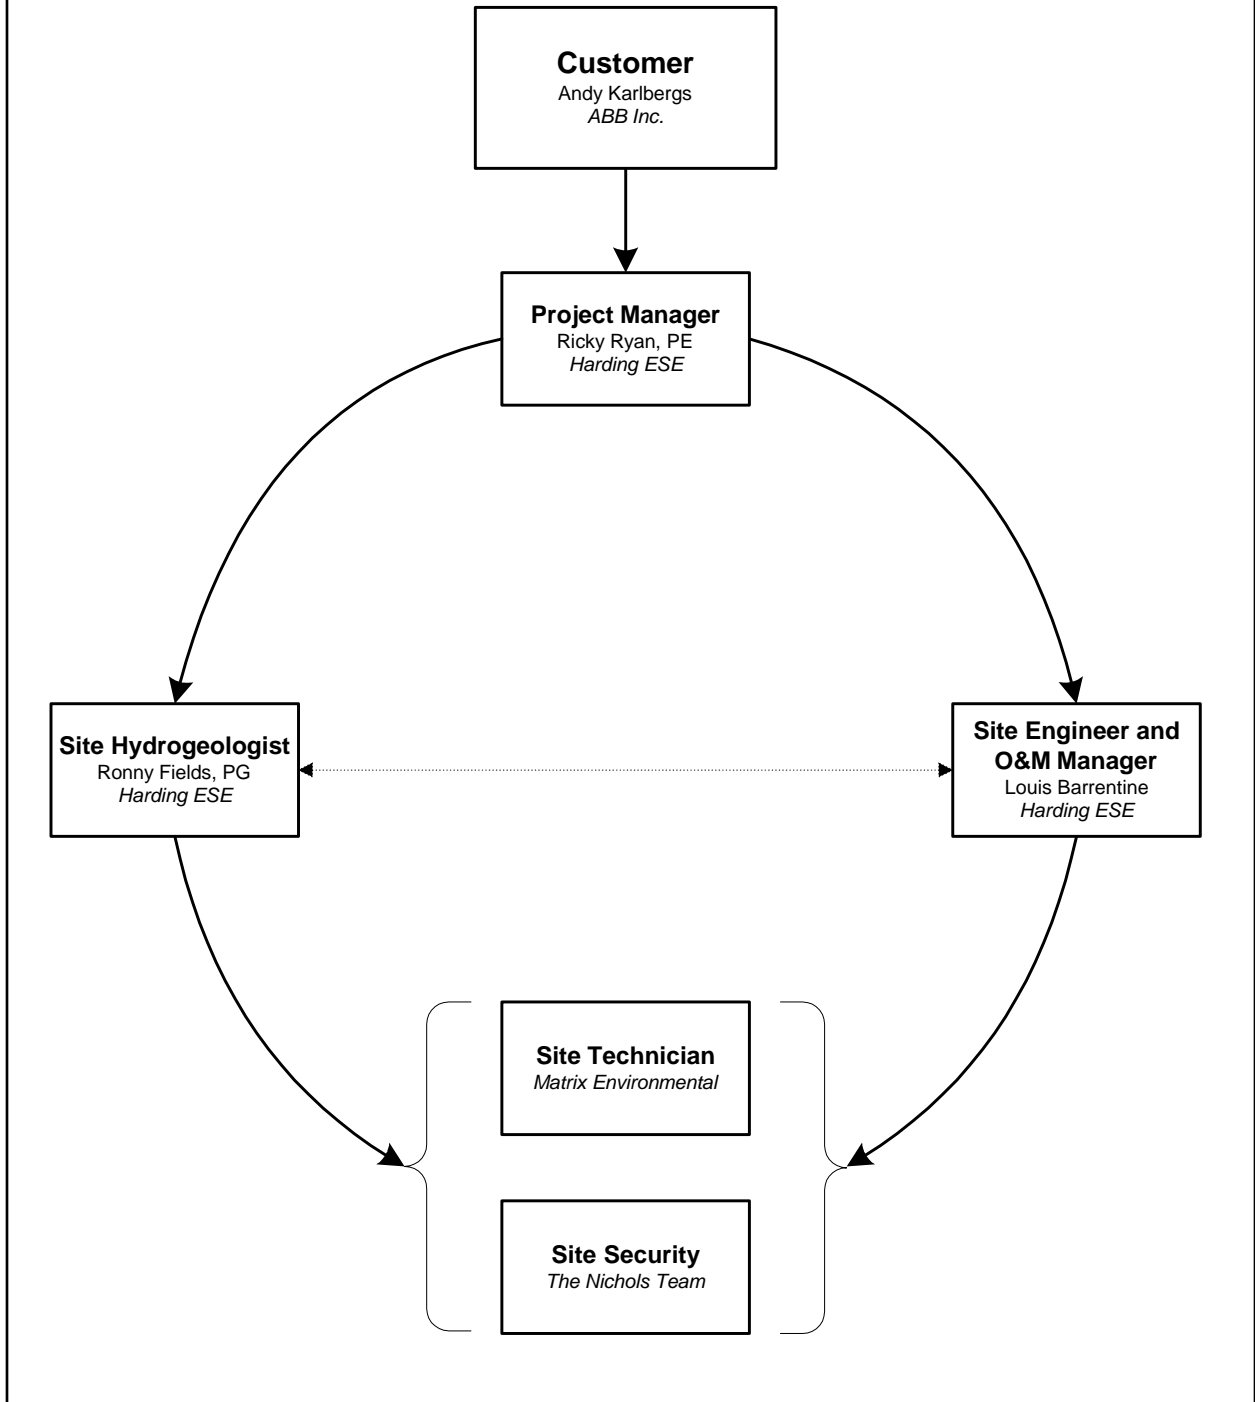 Customer
Andy Karlbergs
ABB Inc.
Project Manager
Ricky Ryan, PE
Harding ESE
Site Hydrogeologist
Ronny Fields, PG
Harding ESE
Site Engineer and
O&M Manager
Louis Barrentine
Harding ESE
Site Technician
Matrix Environmental
Site Security
The Nichols Team